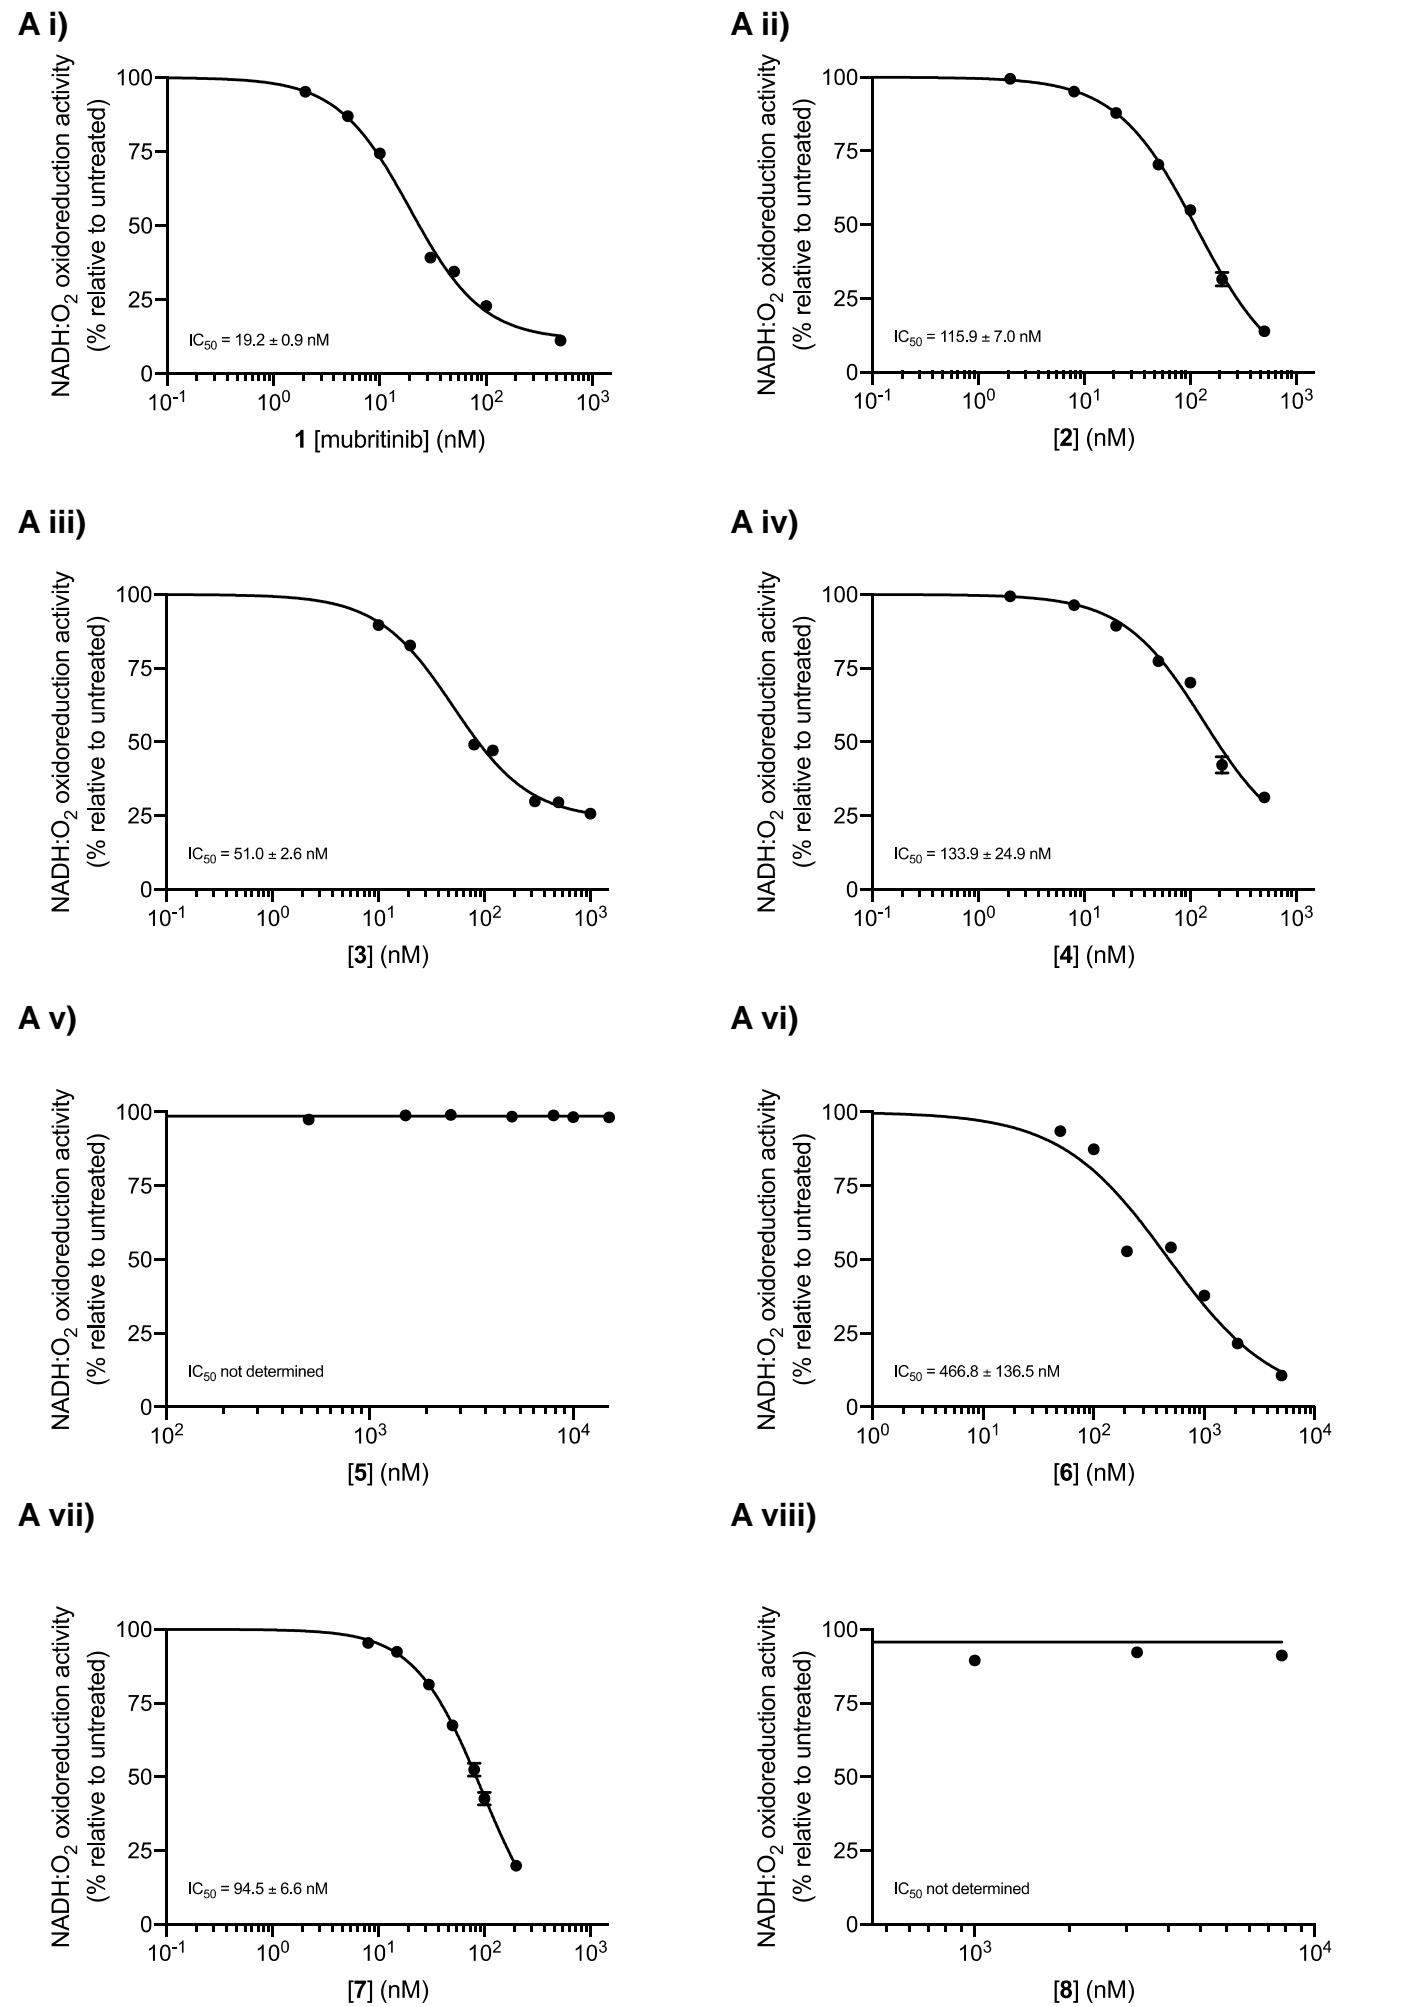 A i)
NADH:O2 oxidoreduction activity
(% relative to untreated)
100
75
50
25
0
IC50 = 19.2 ± 0.9 nM
10-1 100 101 102 103
1 [mubritinib] (nM)
A ii)
NADH:O2 oxidoreduction activity
(% relative to untreated)
100
75
50
25
0
IC50 = 115.9 ± 7.0 nM
10-1 100 101 102 103
[2] (nM)
A iii)
NADH:O2 oxidoreduction activity
(% relative to untreated)
100
75
50
25
0
IC50 = 51.0 ± 2.6 nM
10-1 100 101 102 103
[3] (nM)
A iv)
NADH:O2 oxidoreduction activity
(% relative to untreated)
100
75
50
25
0
IC50 = 133.9 ± 24.9 nM
10-1 100 101 102 103
[4] (nM)
A v)
NADH:O2 oxidoreduction activity
(% relative to untreated)
100
75
50
25
0
IC50 not determined
102 103 104
[5] (nM)
A vi)
NADH:O2 oxidoreduction activity
(% relative to untreated)
100
75
50
25
0
IC50 = 466.8 ± 136.5 nM
100 101 102 103 104
[6] (nM)
A vii)
NADH:O2 oxidoreduction activity
(% relative to untreated)
100
75
50
25
0
IC50 = 94.5 ± 6.6 nM
10-1 100 101 102 103
[7] (nM)
A viii)
NADH:O2 oxidoreduction activity
(% relative to untreated)
100
75
50
25
0
IC50 not determined
103 104
[8] (nM)